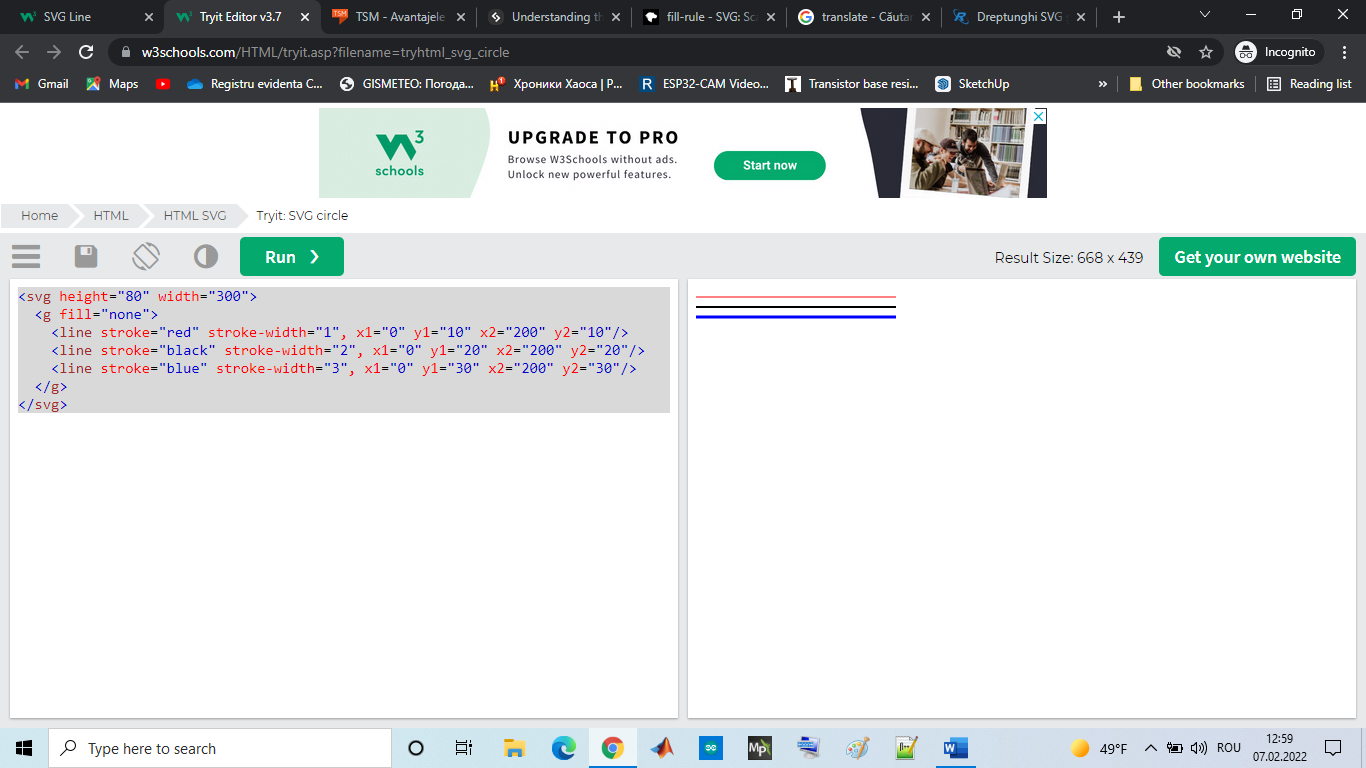 SVG Line
Tryit Editor v3.7
TSM - Avantajele
Understanding th
fill-rule - SVG: Sca
translate - Căutar
Dreptunghi SVG
w3schools.com/HTML/tryit.asp?filename=tryhtml_svg_circle
Incognito
Gmail
Maps
Registru evidenta C...
GISMETEO: Погода...
Хроники Хаоса | Р...
ESP32-CAM Video...
Transistor base resi...
SketchUp
»
Other bookmarks
Reading list
w3
schools
UPGRADE TO PRO
Browse W3Schools without ads.
Unlock new powerful features.
Start now
Home
HTML
HTML SVG
Tryit: SVG circle
Run ❯
Result Size: 668 x 439
Get your own website
<svg height="80" width="300">
<g fill="none">
<line stroke="red" stroke-width="1", x1="0" y1="10" x2="200" y2="10"/>
<line stroke="black" stroke-width="2", x1="0" y1="20" x2="200" y2="20"/>
<line stroke="blue" stroke-width="3", x1="0" y1="30" x2="200" y2="30"/>
</g>
</svg>
Type here to search
49°F
ROU
12:59
07.02.2022